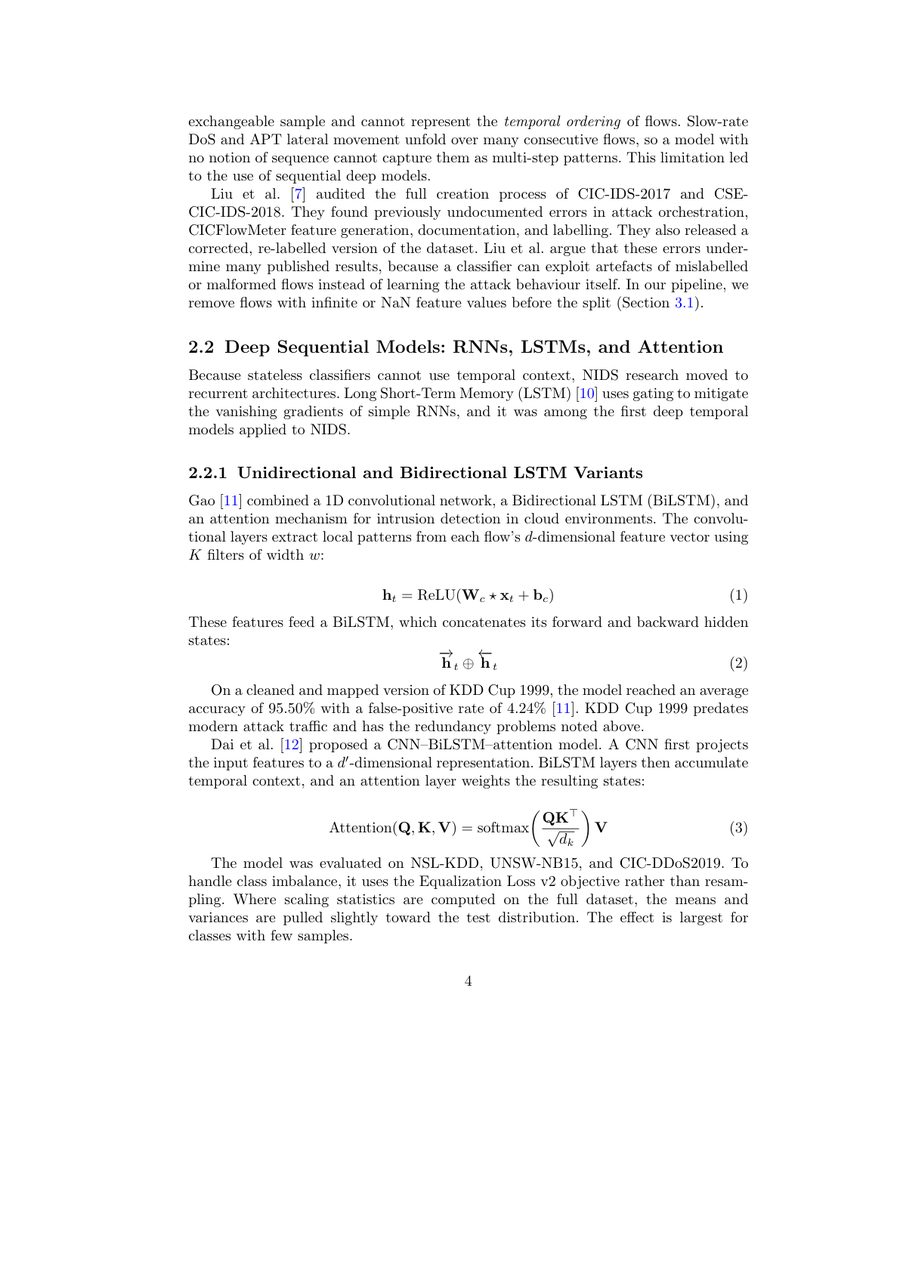 exchangeable sample and cannot represent the temporal ordering of flows. Slow-rate
DoS and APT lateral movement unfold over many consecutive flows, so a model with
no notion of sequence cannot capture them as multi-step patterns. This limitation led
to the use of sequential deep models.
Liu et al. [7] audited the full creation process of CIC-IDS-2017 and CSE-
CIC-IDS-2018. They found previously undocumented errors in attack orchestration,
CICFlowMeter feature generation, documentation, and labelling. They also released a
corrected, re-labelled version of the dataset. Liu et al. argue that these errors under-
mine many published results, because a classifier can exploit artefacts of mislabelled
or malformed flows instead of learning the attack behaviour itself. In our pipeline, we
remove flows with infinite or NaN feature values before the split (Section 3.1).
2.2 Deep Sequential Models: RNNs, LSTMs, and Attention
Because stateless classifiers cannot use temporal context, NIDS research moved to
recurrent architectures. Long Short-Term Memory (LSTM) [10] uses gating to mitigate
the vanishing gradients of simple RNNs, and it was among the first deep temporal
models applied to NIDS.
2.2.1 Unidirectional and Bidirectional LSTM Variants
Gao [11] combined a 1D convolutional network, a Bidirectional LSTM (BiLSTM), and
an attention mechanism for intrusion detection in cloud environments. The convolu-
tional layers extract local patterns from each flow's d-dimensional feature vector using
K filters of width w:
h_t = ReLU(W_c ⋆ x_t + b_c) (1)
These features feed a BiLSTM, which concatenates its forward and backward hidden
states:
→h_t ⊕ ←h_t (2)
On a cleaned and mapped version of KDD Cup 1999, the model reached an average
accuracy of 95.50% with a false-positive rate of 4.24% [11]. KDD Cup 1999 predates
modern attack traffic and has the redundancy problems noted above.
Dai et al. [12] proposed a CNN–BiLSTM–attention model. A CNN first projects
the input features to a d′-dimensional representation. BiLSTM layers then accumulate
temporal context, and an attention layer weights the resulting states:
Attention(Q, K, V) = softmax(QK⊤ / √d_k) V (3)
The model was evaluated on NSL-KDD, UNSW-NB15, and CIC-DDoS2019. To
handle class imbalance, it uses the Equalization Loss v2 objective rather than resam-
pling. Where scaling statistics are computed on the full dataset, the means and
variances are pulled slightly toward the test distribution. The effect is largest for
classes with few samples.
4